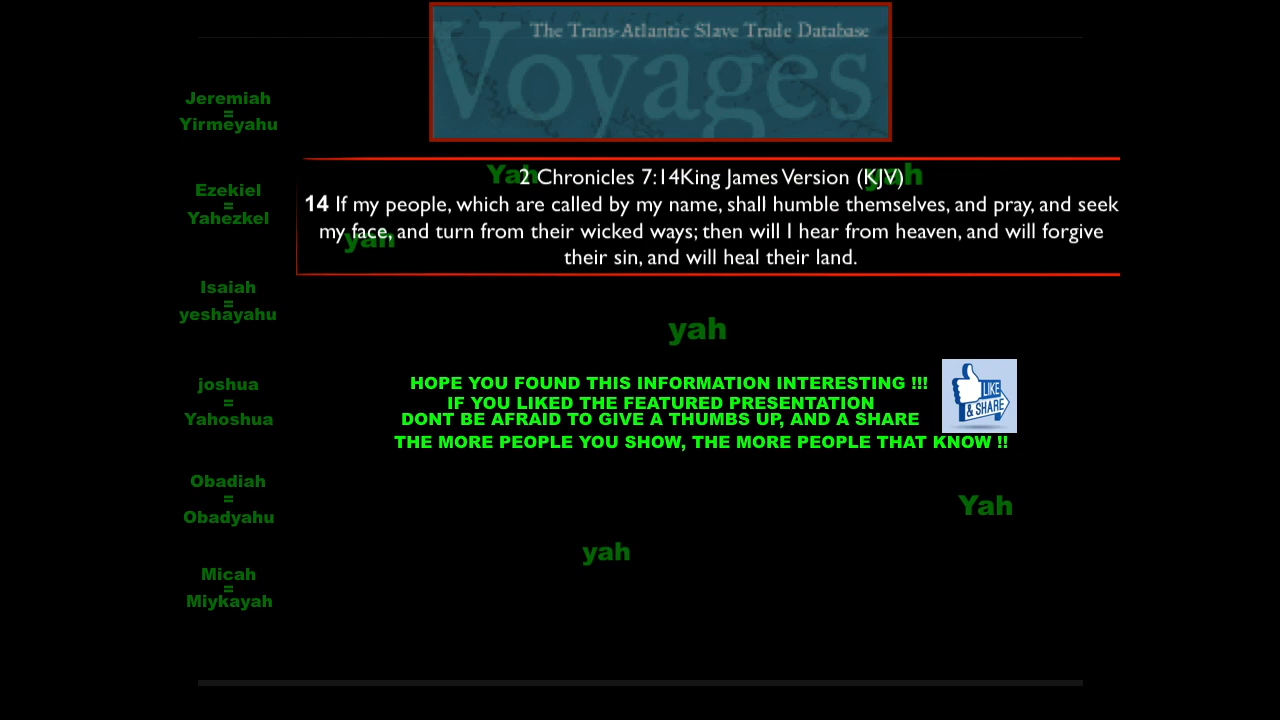 The Trans-Atlantic Slave Trade Database
Voyages
Jeremiah
=
Yirmeyahu
Ezekiel
=
Yahezkel
Isaiah
=
yeshayahu
joshua
=
Yahoshua
Obadiah
=
Obadyahu
Micah
=
Miykayah
Yah
yah
2 Chronicles 7:14King James Version (KJV)
14 If my people, which are called by my name, shall humble themselves, and pray, and seek
my face, and turn from their wicked ways; then will I hear from heaven, and will forgive
yah
their sin, and will heal their land.
yah
HOPE YOU FOUND THIS INFORMATION INTERESTING !!!
IF YOU LIKED THE FEATURED PRESENTATION
DONT BE AFRAID TO GIVE A THUMBS UP, AND A SHARE
THE MORE PEOPLE YOU SHOW, THE MORE PEOPLE THAT KNOW !!
LIKE
& SHARE
Yah
yah